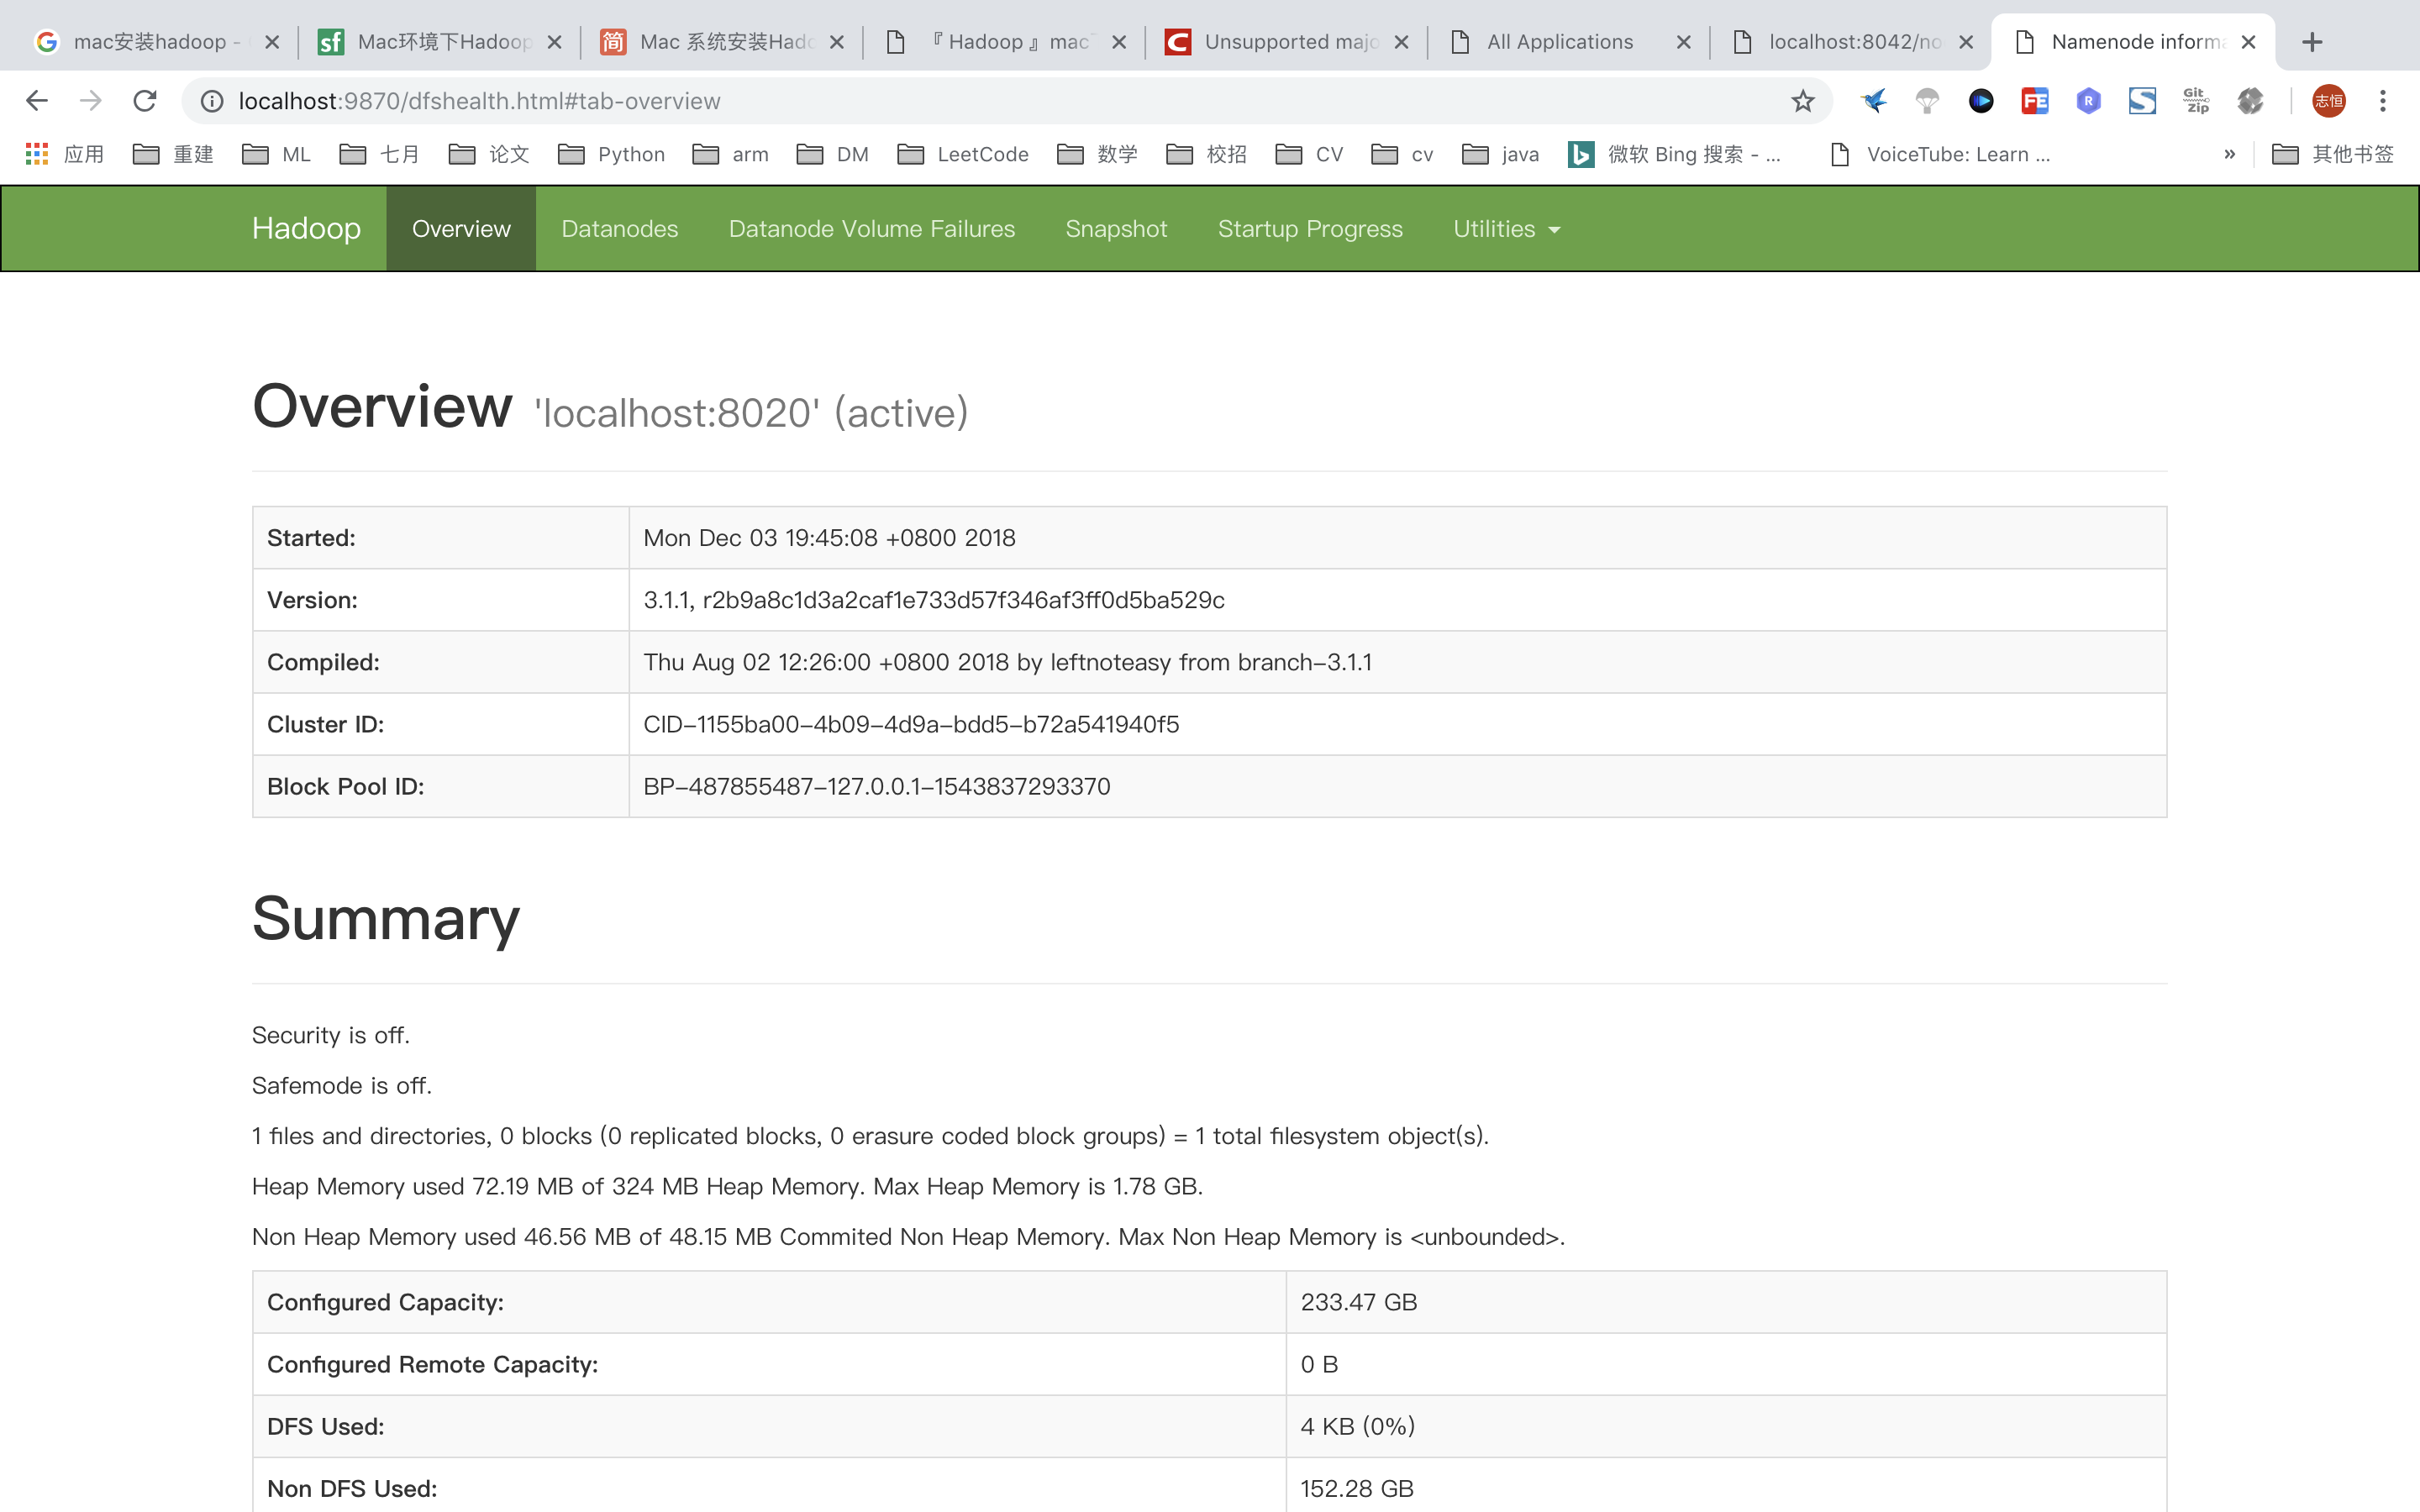 mac安装hadoop -
Mac环境下Hadoop
Mac 系统安装Hado
『 Hadoop 』mac
Unsupported majo
All Applications
localhost:8042/no
Namenode informa
localhost:9870/dfshealth.html#tab-overview
FE
R
S
Git Zip
志恒
应用 重建 ML 七月 论文 Python arm DM LeetCode 数学 校招 CV cv java 微软 Bing 搜索 - ... VoiceTube: Learn ... » 其他书签
Hadoop Overview Datanodes Datanode Volume Failures Snapshot Startup Progress Utilities
Overview 'localhost:8020' (active)
Started: Mon Dec 03 19:45:08 +0800 2018
Version: 3.1.1, r2b9a8c1d3a2caf1e733d57f346af3ff0d5ba529c
Compiled: Thu Aug 02 12:26:00 +0800 2018 by leftnoteasy from branch-3.1.1
Cluster ID: CID-1155ba00-4b09-4d9a-bdd5-b72a541940f5
Block Pool ID: BP-487855487-127.0.0.1-1543837293370
Summary
Security is off.
Safemode is off.
1 files and directories, 0 blocks (0 replicated blocks, 0 erasure coded block groups) = 1 total filesystem object(s).
Heap Memory used 72.19 MB of 324 MB Heap Memory. Max Heap Memory is 1.78 GB.
Non Heap Memory used 46.56 MB of 48.15 MB Commited Non Heap Memory. Max Non Heap Memory is <unbounded>.
Configured Capacity: 233.47 GB
Configured Remote Capacity: 0 B
DFS Used: 4 KB (0%)
Non DFS Used: 152.28 GB